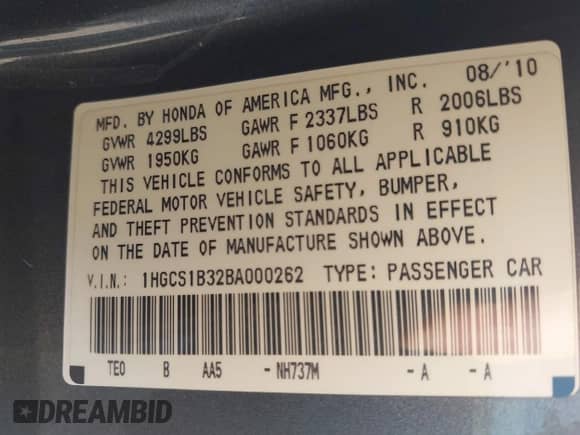 MFD. BY HONDA OF AMERICA MFG., INC. 08/'10
GVWR 4299LBS GAWR F 2337LBS R 2006LBS
GVWR 1950KG GAWR F 1060KG R 910KG
THIS VEHICLE CONFORMS TO ALL APPLICABLE
FEDERAL MOTOR VEHICLE SAFETY, BUMPER,
AND THEFT PREVENTION STANDARDS IN EFFECT
ON THE DATE OF MANUFACTURE SHOWN ABOVE.
V.I.N.: 1HGCS1B32BA000262 TYPE: PASSENGER CAR
TE0 B AA5 - NH737M - A - A
DREAMBID